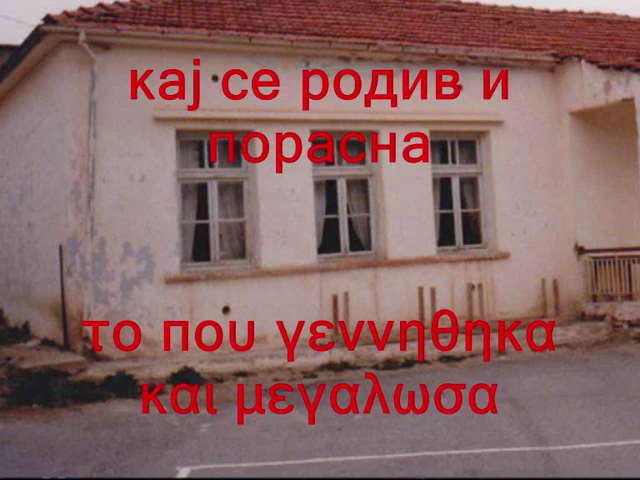 кај се родив и
порасна
το που γεννηθηκα
και μεγαλωσα